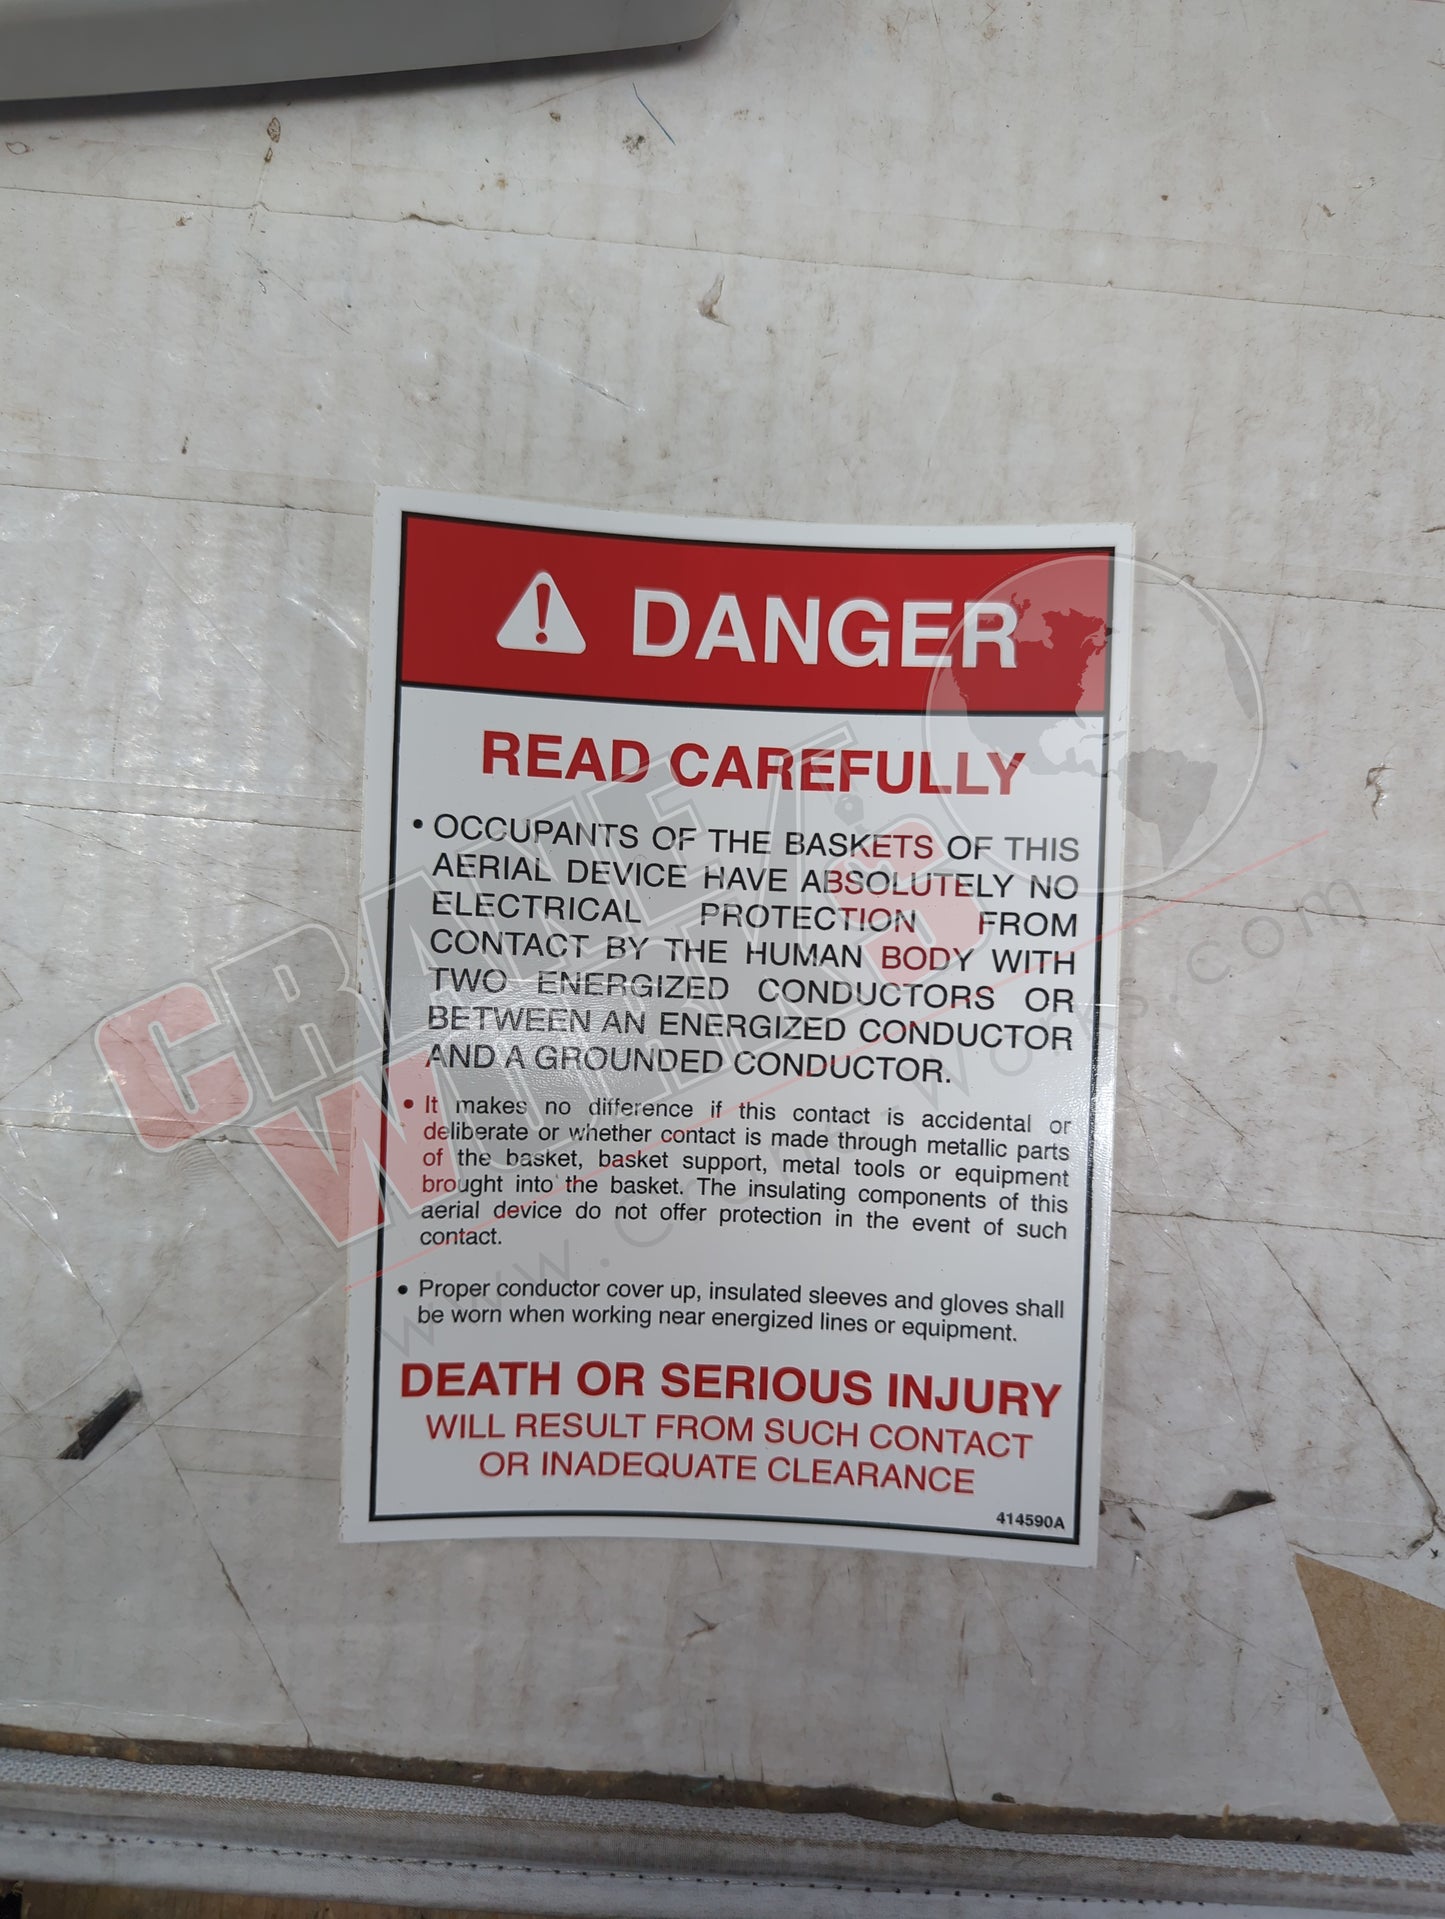 DANGER
READ CAREFULLY
• OCCUPANTS OF THE BASKETS OF THIS
AERIAL DEVICE HAVE ABSOLUTELY NO
ELECTRICAL PROTECTION FROM
CONTACT BY THE HUMAN BODY WITH
TWO ENERGIZED CONDUCTORS OR
BETWEEN AN ENERGIZED CONDUCTOR
AND A GROUNDED CONDUCTOR.
• It makes no difference if this contact is accidental or
deliberate or whether contact is made through metallic parts
of the basket, basket support, metal tools or equipment
brought into the basket. The insulating components of this
aerial device do not offer protection in the event of such
contact.
• Proper conductor cover up, insulated sleeves and gloves shall
be worn when working near energized lines or equipment.
DEATH OR SERIOUS INJURY
WILL RESULT FROM SUCH CONTACT
OR INADEQUATE CLEARANCE
414590A
CRANE
WORKS
www.crane-works.com